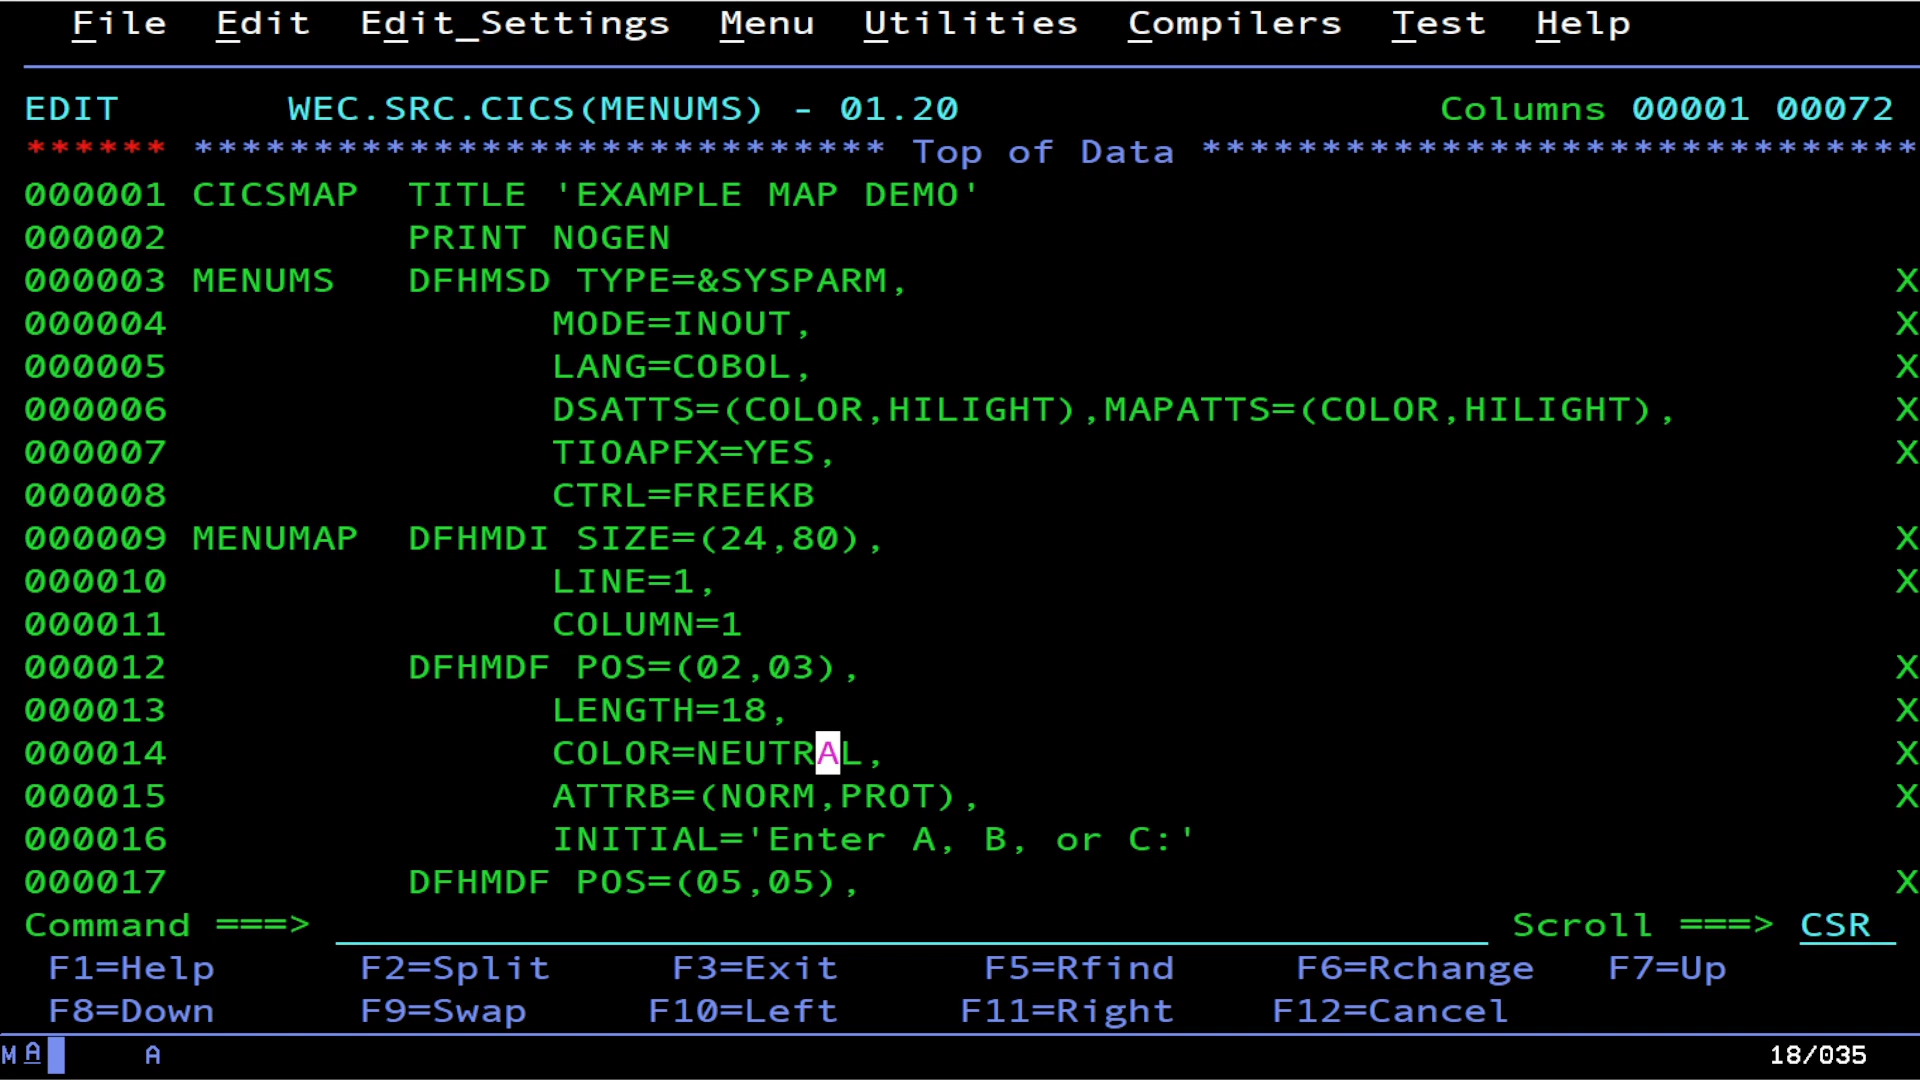 File  Edit  Edit_Settings  Menu  Utilities  Compilers  Test  Help
EDIT       WEC.SRC.CICS(MENUMS) - 01.20                    Columns 00001 00072
****** ***************************** Top of Data ******************************
000001 CICSMAP  TITLE 'EXAMPLE MAP DEMO'
000002          PRINT NOGEN
000003 MENUMS   DFHMSD TYPE=&SYSPARM,                                         X
000004                MODE=INOUT,                                             X
000005                LANG=COBOL,                                             X
000006                DSATTS=(COLOR,HILIGHT),MAPATTS=(COLOR,HILIGHT),         X
000007                TIOAPFX=YES,                                            X
000008                CTRL=FREEKB
000009 MENUMAP  DFHMDI SIZE=(24,80),                                          X
000010                LINE=1,                                                 X
000011                COLUMN=1
000012          DFHMDF POS=(02,03),                                           X
000013                LENGTH=18,                                              X
000014                COLOR=NEUTRAL,                                          X
000015                ATTRB=(NORM,PROT),                                      X
000016                INITIAL='Enter A, B, or C:'
000017          DFHMDF POS=(05,05),                                           X
Command ===>                                                  Scroll ===> CSR
F1=Help      F2=Split     F3=Exit      F5=Rfind     F6=Rchange   F7=Up
F8=Down      F9=Swap     F10=Left     F11=Right    F12=Cancel
MA    A                                                                  18/035